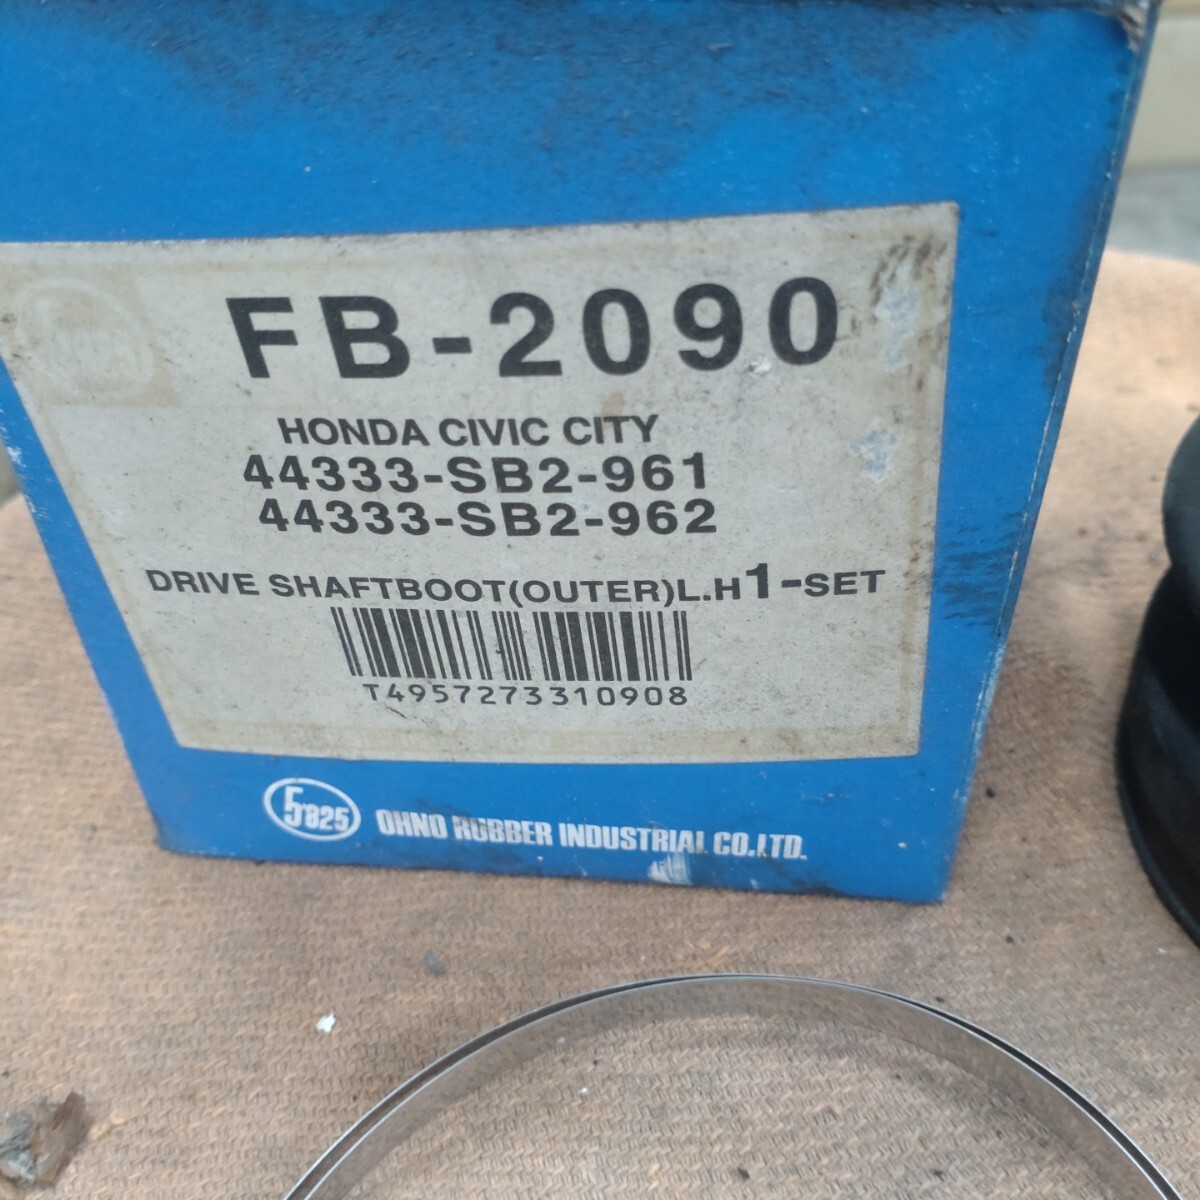 FB-2090
HONDA CIVIC CITY
44333-SB2-961
44333-SB2-962
DRIVE SHAFTBOOT(OUTER)L.H1-SET
T4957273310908
OHNO RUBBER INDUSTRIAL CO.LTD.